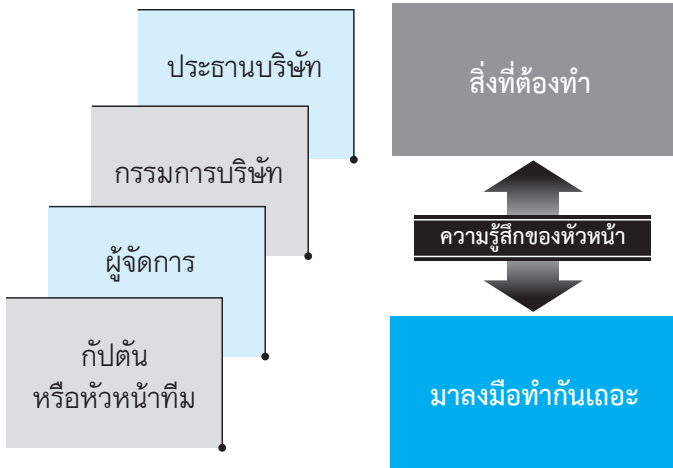 ประธานบริษัท
กรรมการบริษัท
ผู้จัดการ
กัปตัน
หรือหัวหน้าทีม
สิ่งที่ต้องทำ
ความรู้สึกของหัวหน้า
มาลงมือทำกันเถอะ